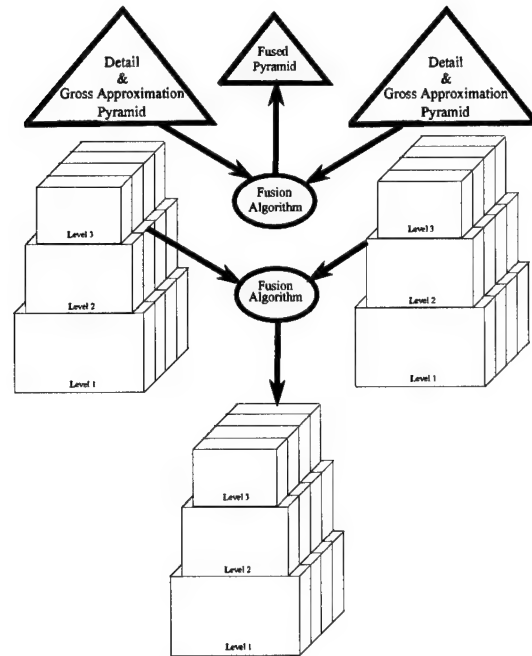 Detail
&
Gross Approximation
Pyramid
Fused
Pyramid
Detail
&
Gross Approximation
Pyramid
Fusion
Algorithm
Level 3
Level 2
Level 1
Fusion
Algorithm
Level 3
Level 2
Level 1
Level 3
Level 2
Level 1